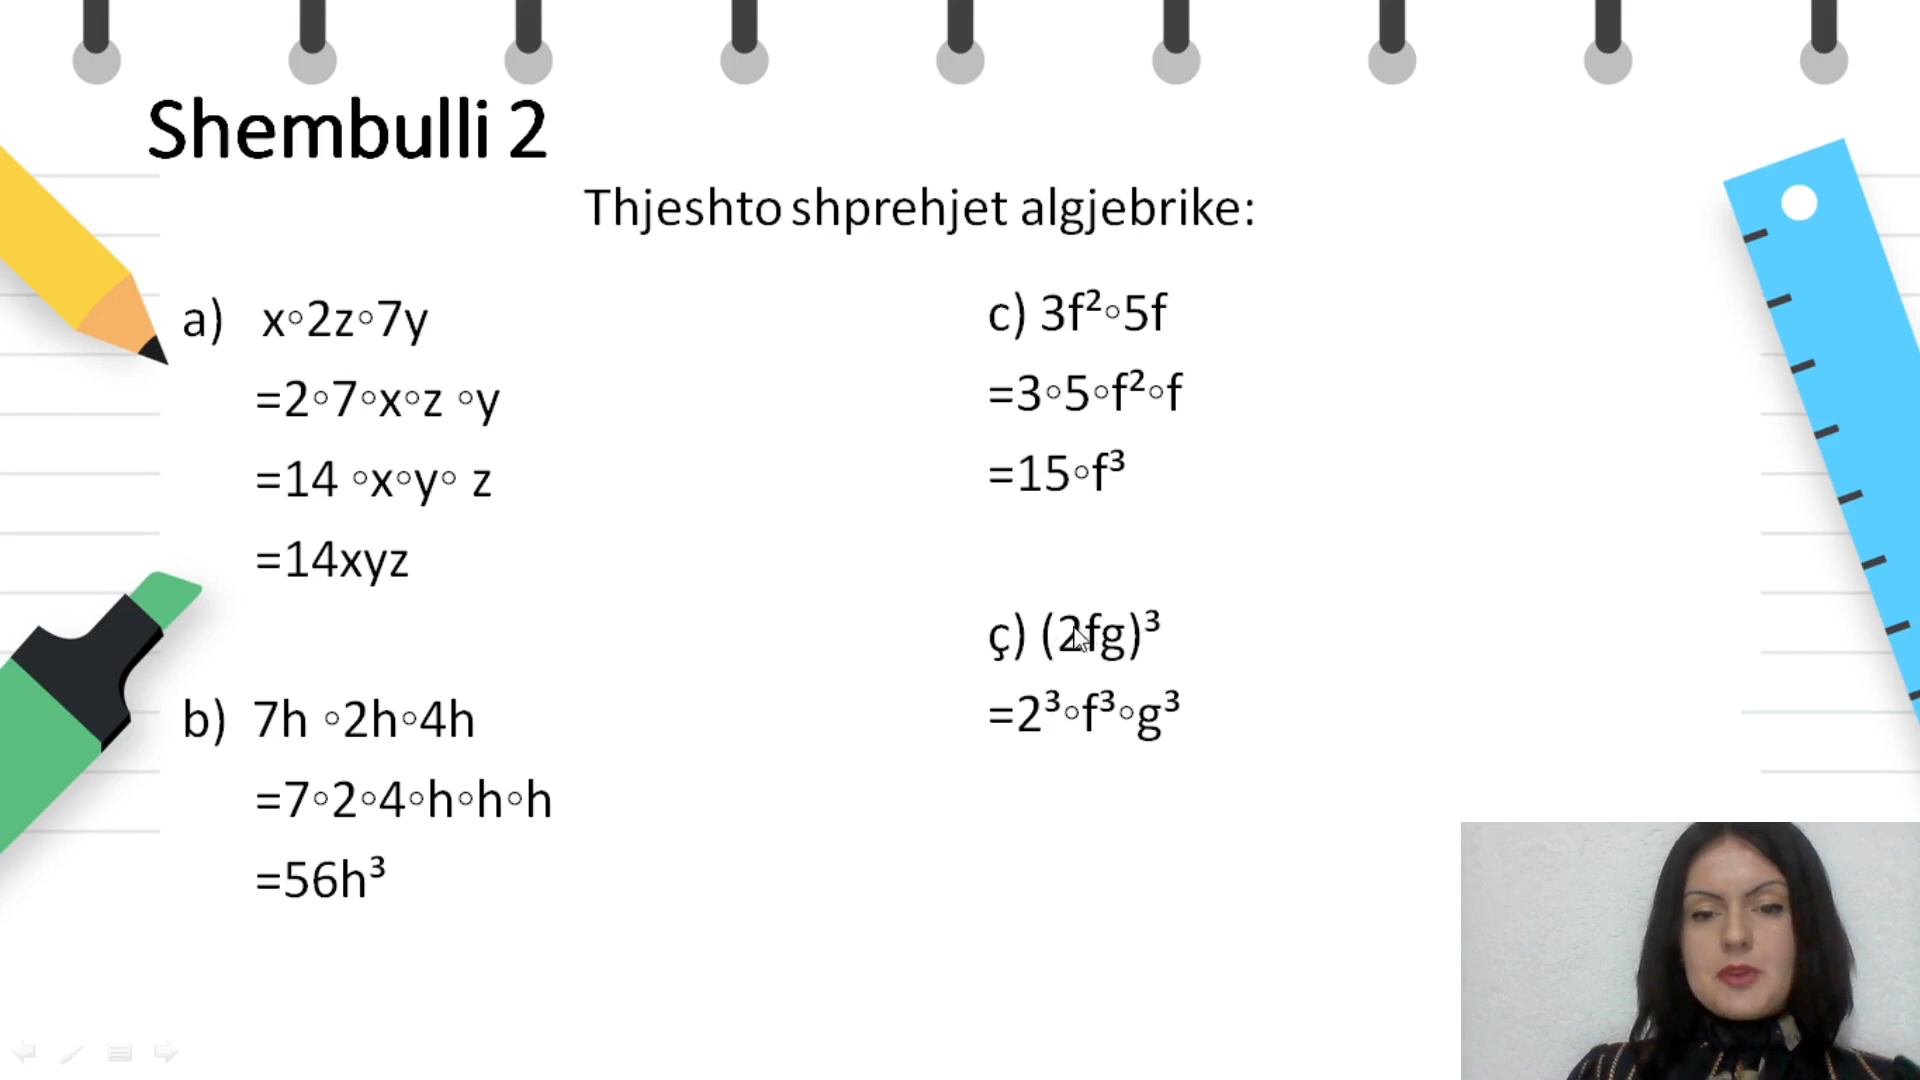 Shembulli 2
Thjeshto shprehjet algjebrike:
a) x∘2z∘7y
=2∘7∘x∘z ∘y
=14 ∘x∘y∘ z
=14xyz
b) 7h ∘2h∘4h
=7∘2∘4∘h∘h∘h
=56h³
c) 3f²∘5f
=3∘5∘f²∘f
=15∘f³
ç) (2fg)³
=2³∘f³∘g³